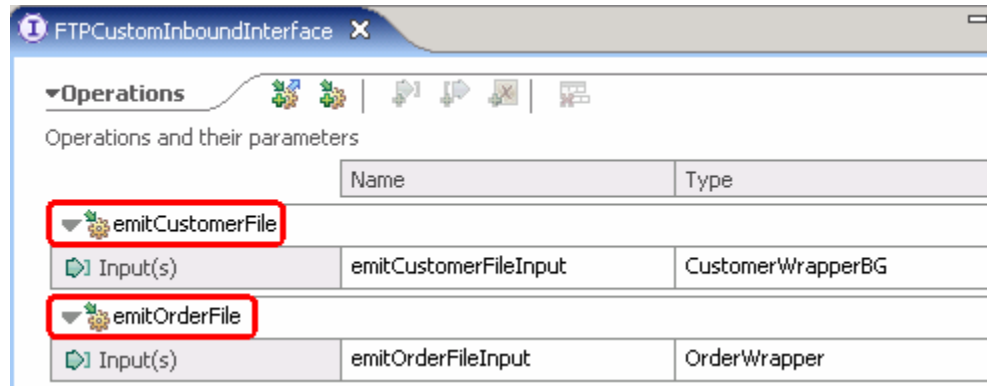 FTPCustomInboundInterface
Operations
Operations and their parameters
Name Type
emitCustomerFile
Input(s) emitCustomerFileInput CustomerWrapperBG
emitOrderFile
Input(s) emitOrderFileInput OrderWrapper